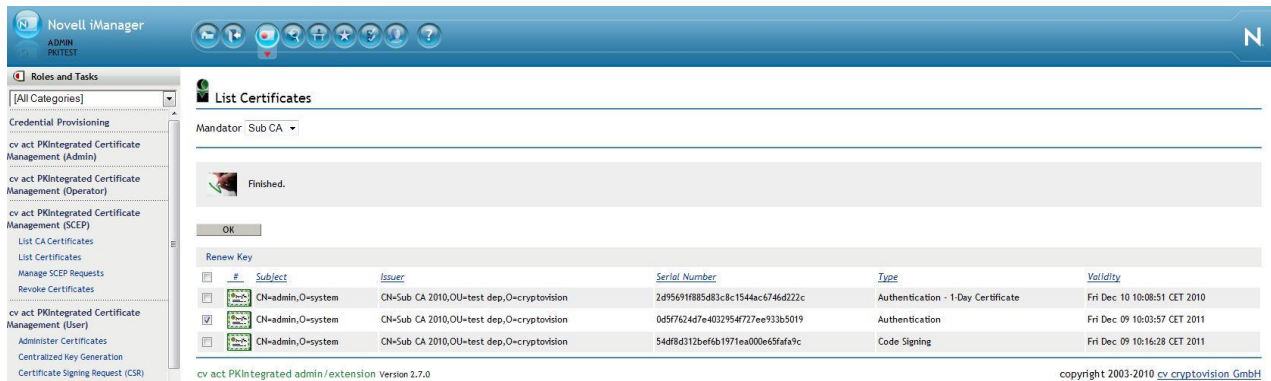 Novell iManager
ADMIN
PKITEST
N
Roles and Tasks
[All Categories]
Credential Provisioning
cv act PKIntegrated Certificate
Management (Admin)
cv act PKIntegrated Certificate
Management (Operator)
cv act PKIntegrated Certificate
Management (SCEP)
List CA Certificates
List Certificates
Manage SCEP Requests
Revoke Certificates
cv act PKIntegrated Certificate
Management (User)
Administer Certificates
Centralized Key Generation
Certificate Signing Request (CSR)
List Certificates
Mandator Sub CA
Finished.
OK
Renew Key
# Subject Issuer Serial Number Type Validity
CN=admin,O=system CN=Sub CA 2010,OU=test dep,O=cryptovision 2d95691f885d83c8c1544ac6746d222c Authentication - 1-Day Certificate Fri Dec 10 10:08:51 CET 2010
CN=admin,O=system CN=Sub CA 2010,OU=test dep,O=cryptovision 0d5f7624d7e4032954f727ee933b5019 Authentication Fri Dec 09 10:03:57 CET 2011
CN=admin,O=system CN=Sub CA 2010,OU=test dep,O=cryptovision 54df8d312bef6b1971ea000e65fafa9c Code Signing Fri Dec 09 10:16:28 CET 2011
cv act PKIntegrated admin/extension Version 2.7.0 copyright 2003-2010 cv cryptovision GmbH